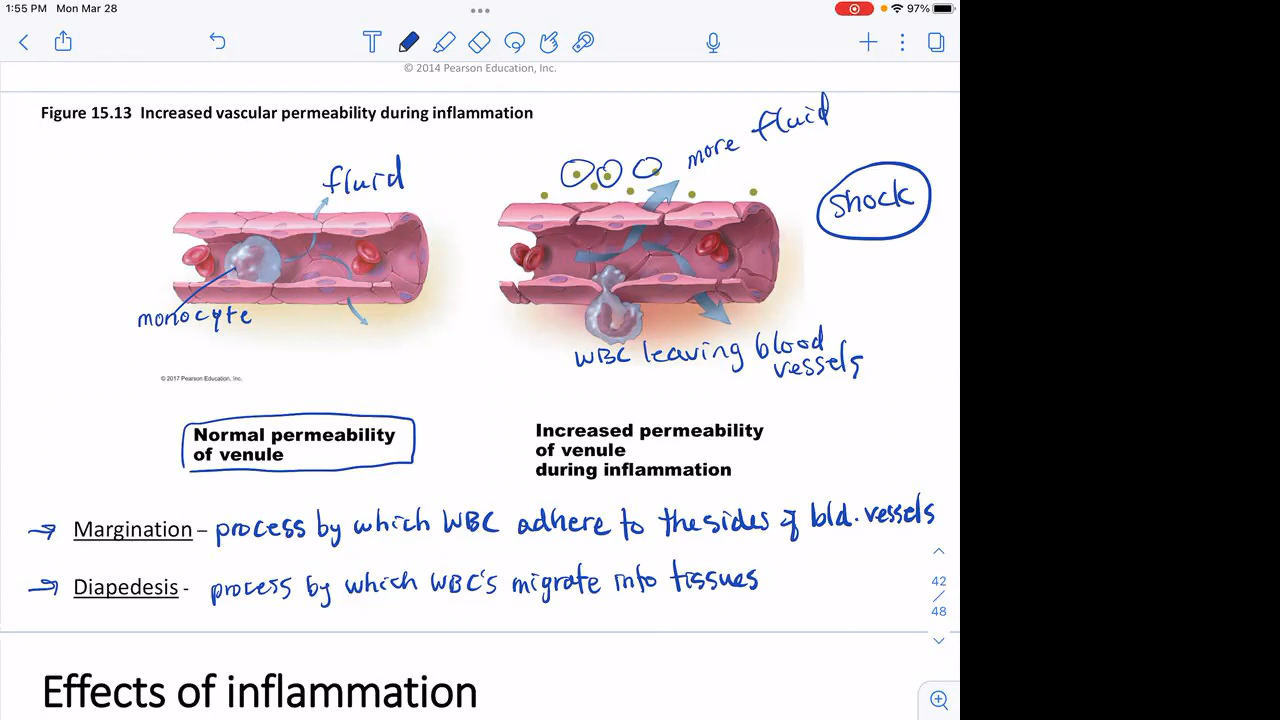 1:55 PM Mon Mar 28
97%
T
© 2014 Pearson Education, Inc.
Figure 15.13 Increased vascular permeability during inflammation
more fluid
fluid
shock
monocyte
WBC leaving blood
vessels
© 2017 Pearson Education, Inc.
Normal permeability
of venule
Increased permeability
of venule
during inflammation
→ Margination – process by which WBC adhere to the sides of bld. vessels
→ Diapedesis - process by which WBC's migrate into tissues
42
/
48
Effects of inflammation